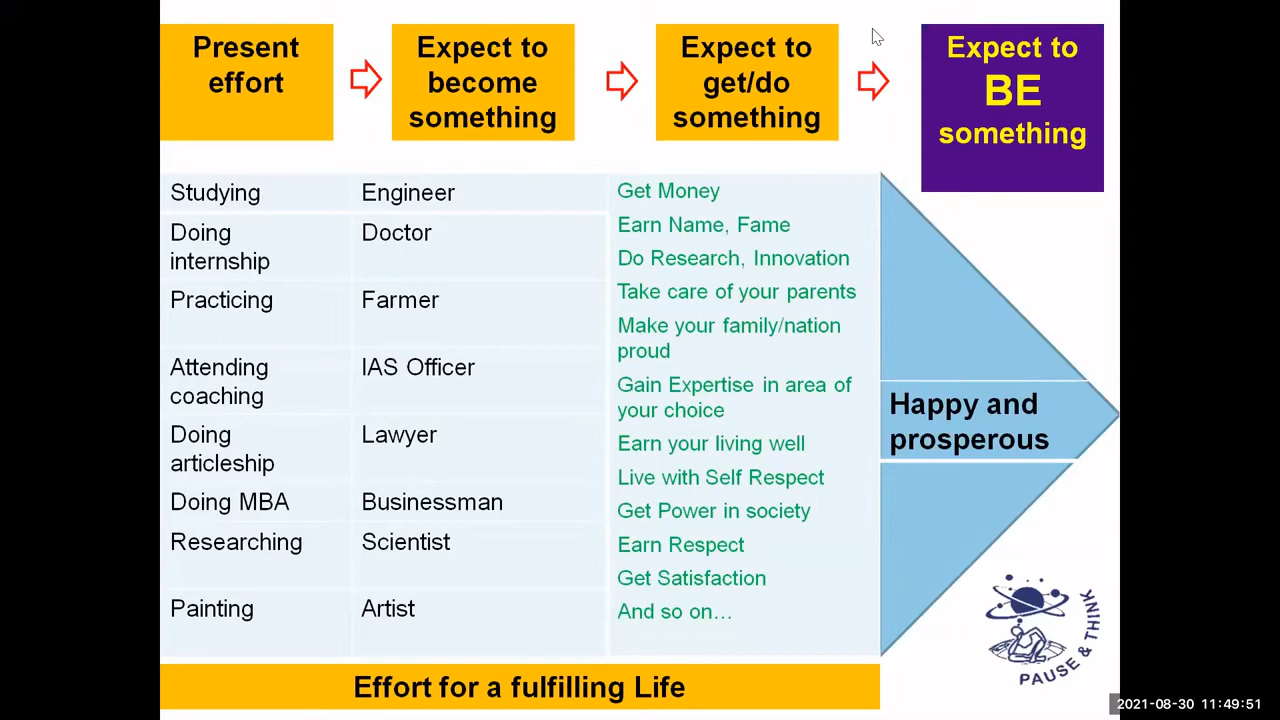 Present
effort
Expect to
become
something
Expect to
get/do
something
Expect to
BE
something
Studying
Engineer
Doing
internship
Doctor
Practicing
Farmer
Attending
coaching
IAS Officer
Doing
articleship
Lawyer
Doing MBA
Businessman
Researching
Scientist
Painting
Artist
Get Money
Earn Name, Fame
Do Research, Innovation
Take care of your parents
Make your family/nation
proud
Gain Expertise in area of
your choice
Earn your living well
Live with Self Respect
Get Power in society
Earn Respect
Get Satisfaction
And so on…
Happy and
prosperous
PAUSE & THINK
Effort for a fulfilling Life
2021-08-30 11:49:51